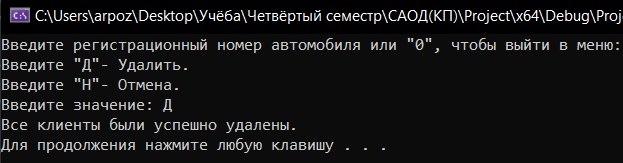 C:\Users\arpoz\Desktop\Учёба\Четвёртый семестр\САОД(КП)\Project\x64\Debug\Proj
Введите регистрационный номер автомобиля или "0", чтобы выйти в меню:
Введите "Д"- Удалить.
Введите "Н"- Отмена.
Введите значение: Д
Все клиенты были успешно удалены.
Для продолжения нажмите любую клавишу . . .